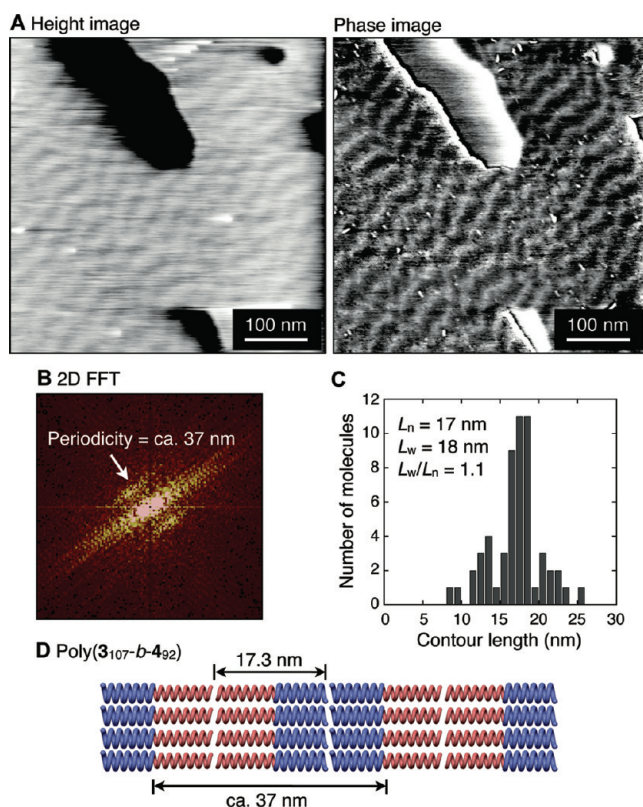 A Height image
Phase image
100 nm
100 nm
B 2D FFT
Periodicity = ca. 37 nm
C
12
10
8
6
4
2
0
Number of molecules
Ln = 17 nm
Lw = 18 nm
Lw/Ln = 1.1
0 5 10 15 20 25 30
Contour length (nm)
D Poly(3107-b-492)
17.3 nm
ca. 37 nm